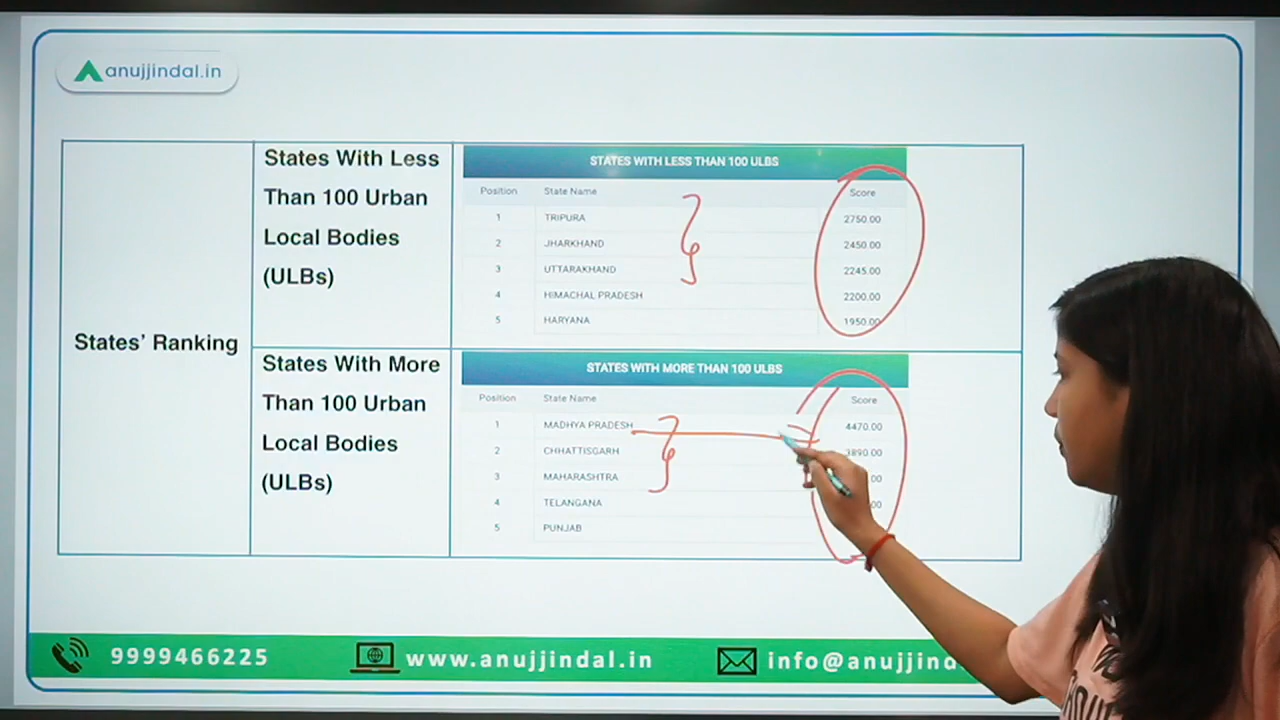 anujjindal.in
States' Ranking
States With Less
Than 100 Urban
Local Bodies
(ULBs)
STATES WITH LESS THAN 100 ULBS
Position State Name Score
1 TRIPURA 2750.00
2 JHARKHAND 2450.00
3 UTTARAKHAND 2245.00
4 HIMACHAL PRADESH 2200.00
5 HARYANA 1950.00
States With More
Than 100 Urban
Local Bodies
(ULBs)
STATES WITH MORE THAN 100 ULBS
Position State Name Score
1 MADHYA PRADESH 4470.00
2 CHHATTISGARH 3890.00
3 MAHARASHTRA
4 TELANGANA
5 PUNJAB
9999466225
www.anujjindal.in